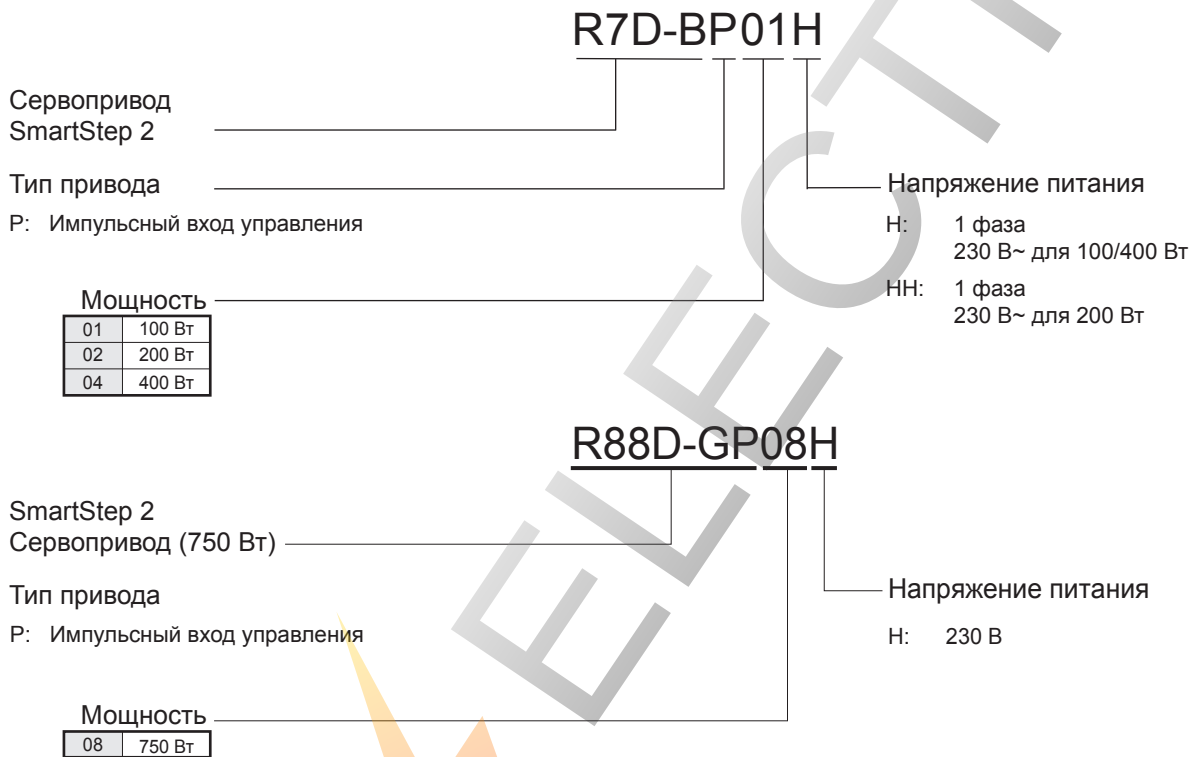 R7D-BP01H
Сервопривод
SmartStep 2
Тип привода
P: Импульсный вход управления
Мощность
01 100 Вт
02 200 Вт
04 400 Вт
Напряжение питания
H: 1 фаза
230 В~ для 100/400 Вт
HH: 1 фаза
230 В~ для 200 Вт
R88D-GP08H
SmartStep 2
Сервопривод (750 Вт)
Тип привода
P: Импульсный вход управления
Мощность
08 750 Вт
Напряжение питания
H: 230 В
ELECTI